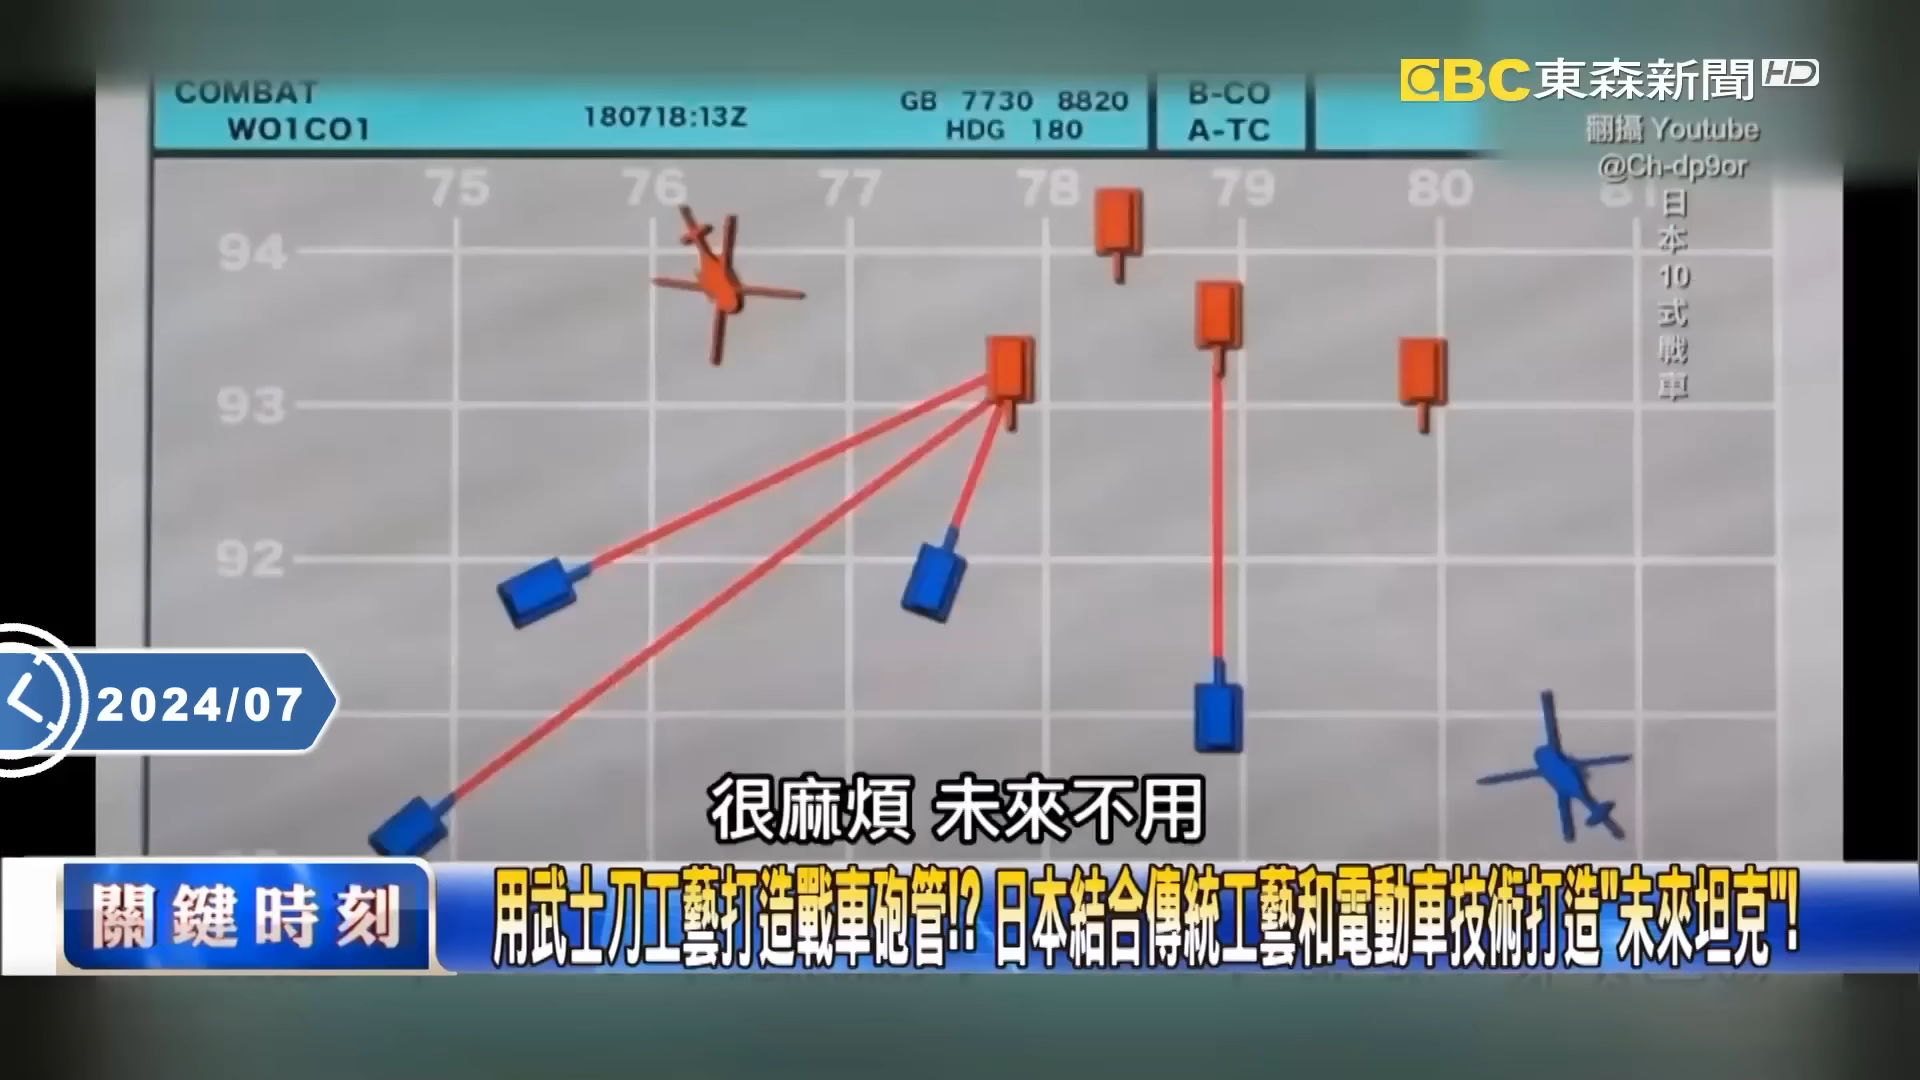 COMBAT
W01C01
180718:13Z
GB 7730 8820
HDG 180
B-CO
A-TC
EBC東森新聞HD
翻攝 Youtube
@Ch-dp9or
日本10式戰車
75 76 77 78 79 80 81
94
93
92
2024/07
很麻煩 未來不用
關鍵時刻
用武士刀工藝打造戰車砲管!? 日本結合傳統工藝和電動車技術打造"未來坦克"!